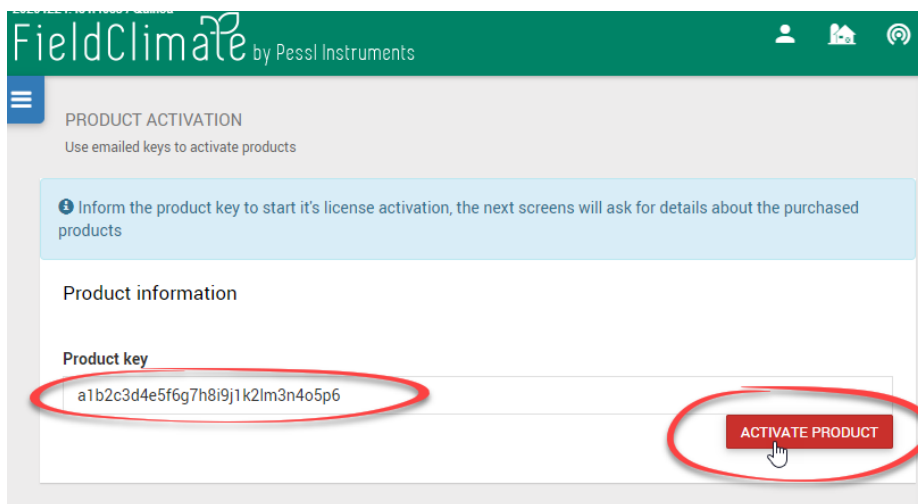 FieldClimate by Pessl Instruments
PRODUCT ACTIVATION
Use emailed keys to activate products
Inform the product key to start it's license activation, the next screens will ask for details about the purchased
products
Product information
Product key
a1b2c3d4e5f6g7h8i9j1k2lm3n4o5p6
ACTIVATE PRODUCT